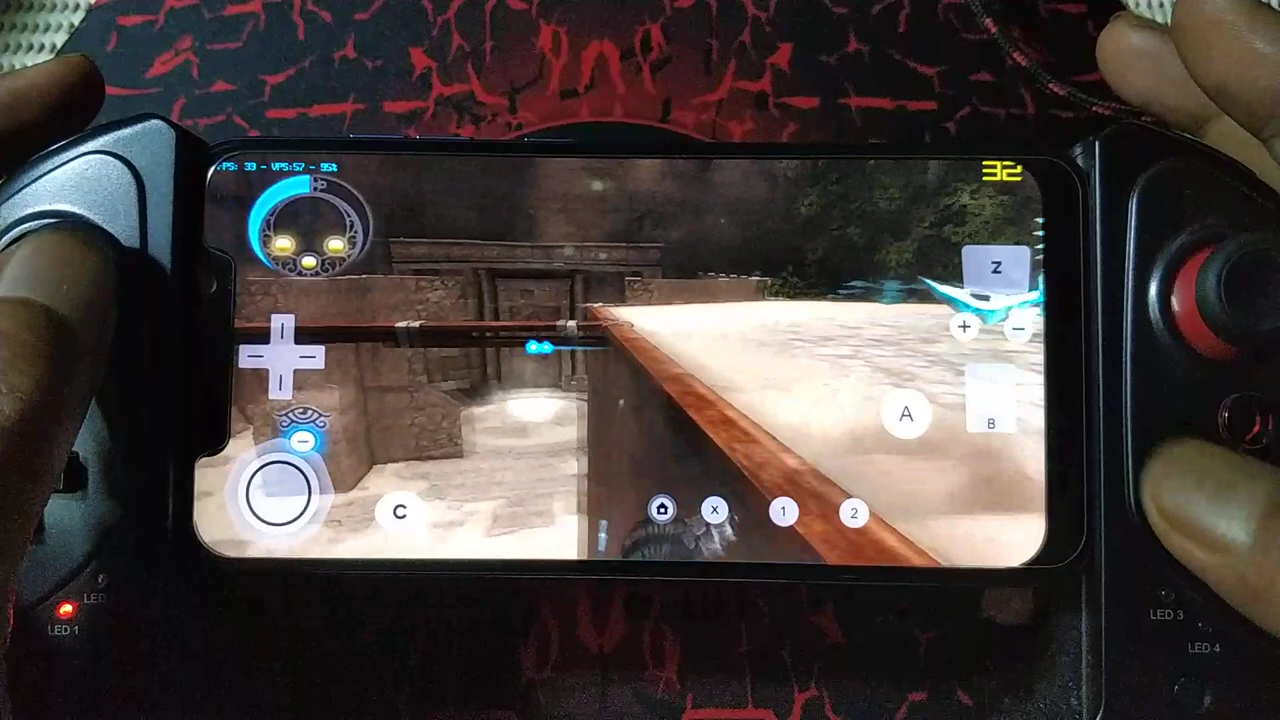 FPS: 33 - VPS:57 - 95%
32
Z
+ -
A
B
C
X
1
2
LED
LED 1
LED 3
LED 4